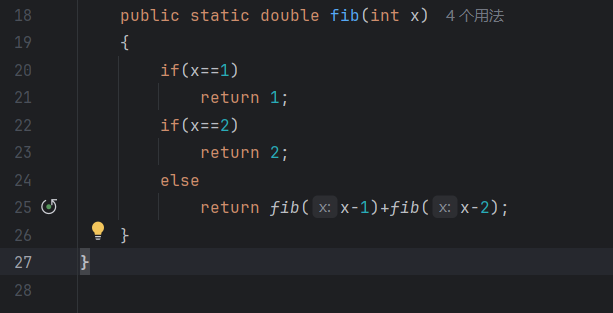 18 public static double fib(int x) 4个用法
19 {
20 if(x==1)
21 return 1;
22 if(x==2)
23 return 2;
24 else
25 return fib( x: x-1)+fib( x: x-2);
26 }
27 }
28